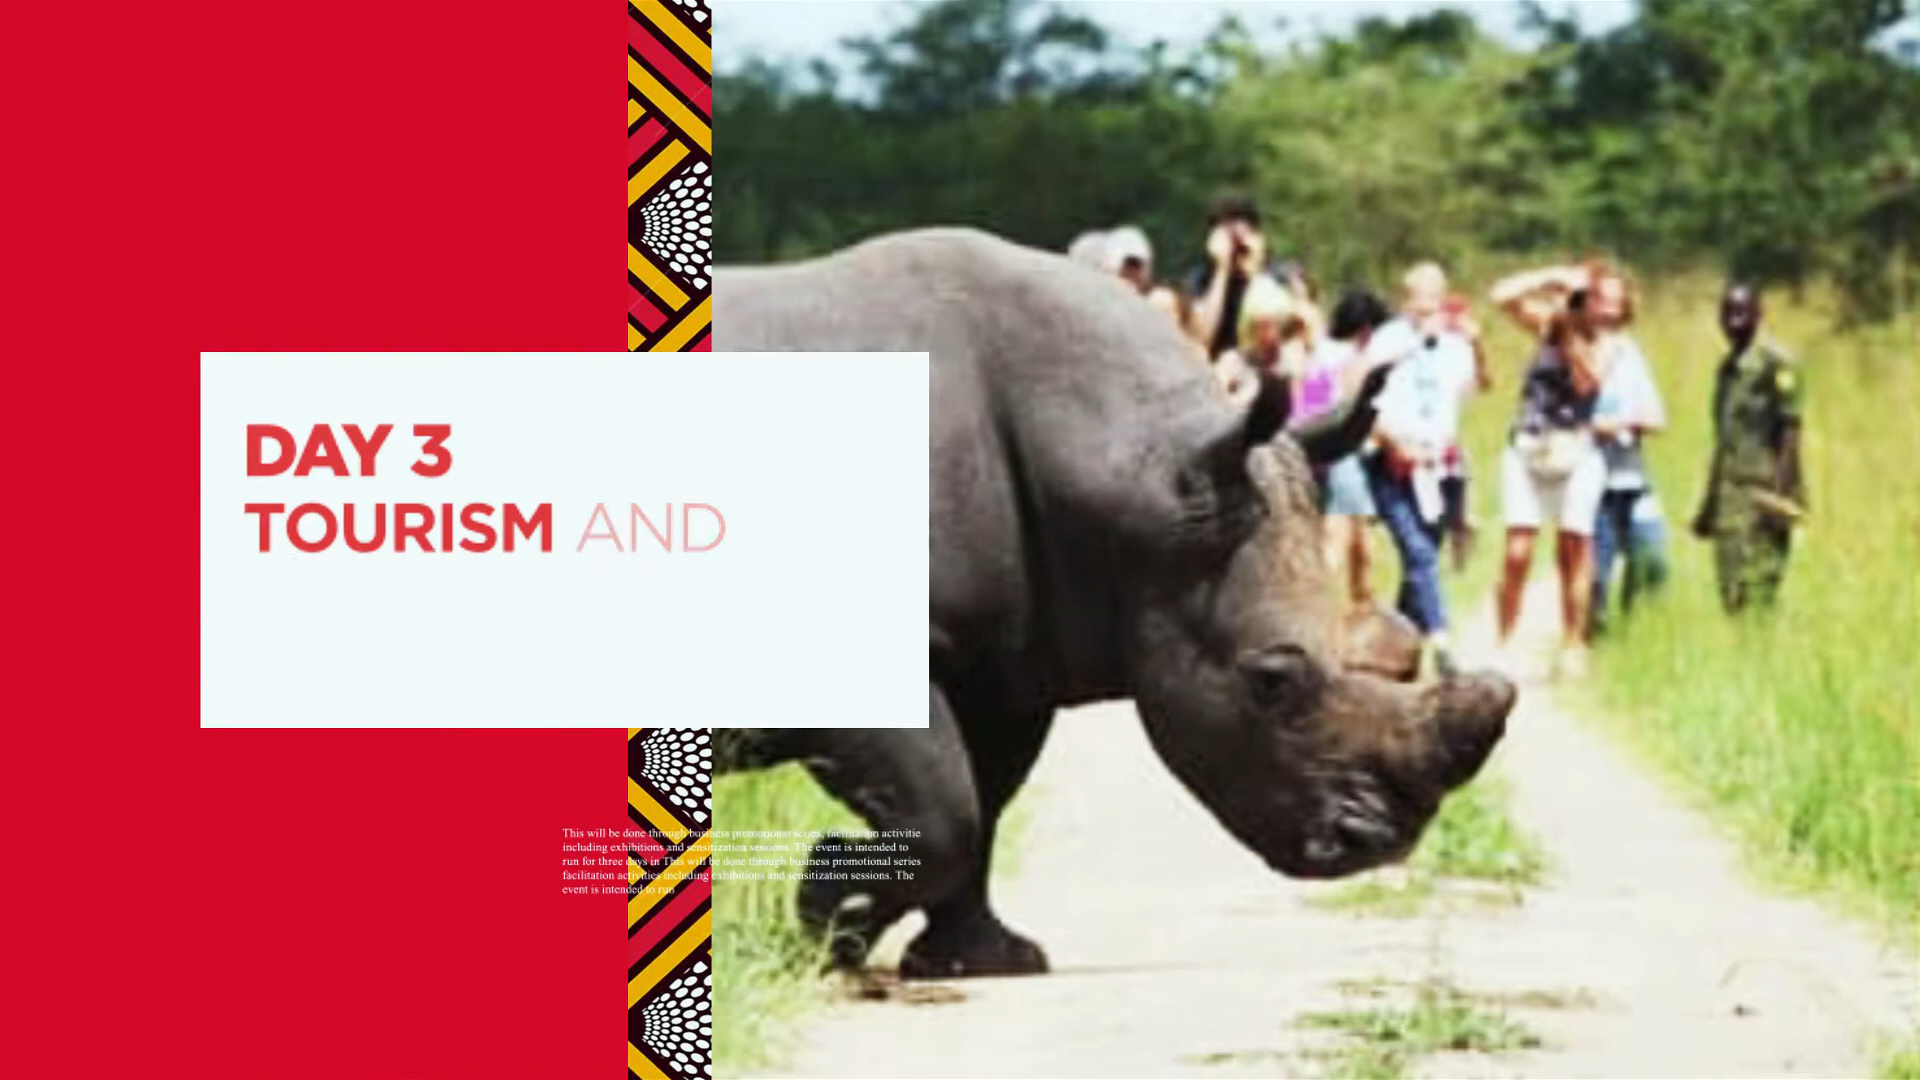 DAY 3
TOURISM AND
This will be done through business promotional series, facilitation activitie
including exhibitions and sensitization sessions. The event is intended to
run for three days in This will be done through business promotional series
facilitation activities including exhibitions and sensitization sessions. The
event is intended to run